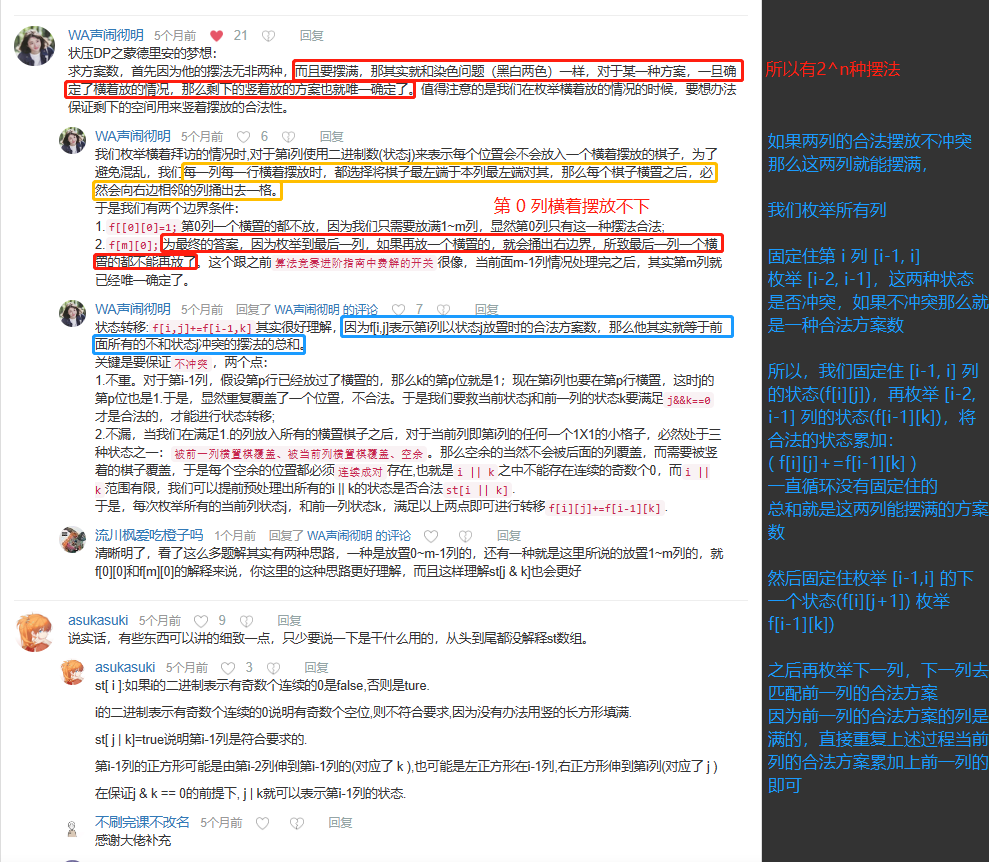 WA声闹彻明 5个月前 21 回复
状压DP之蒙德里安的梦想：
求方案数，首先因为他的摆法无非两种，而且要摆满，那其实就和染色问题（黑白两色）一样，对于某一种方案，一旦确
定了横着放的情况，那么剩下的竖着放的方案也就唯一确定了。值得注意是我们在枚举横着放的情况的时候，要想办法
保证剩下的空间用来竖着摆放的合法性。
WA声闹彻明 5个月前 6 回复
我们枚举横着拜访的情况时,对于第i列使用二进制数(状态j)来表示每个位置会不会放入一个横着摆放的棋子，为了
避免混乱，我们每一列每一行横着摆放时，都选择将棋子最左端于本列最左端对其，那么每个棋子横置之后，必
然会向右边相邻的列捅出去一格。
于是我们有两个边界条件：
第 0 列横着摆放不下
1. f[[0][0]=1; 第0列一个横置的都不放，因为我们只需要放满1~m列，显然第0列只有这一种摆放合法;
2. f[m][0]; 为最终的答案，因为枚举到最后一列，如果再放一个横置的，就会捅出右边界，所致最后一列一个横
置的都不能再放了。这个跟之前 算法竞赛进阶指南中费解的开关 很像，当前面m-1列情况处理完之后，其实第m列就
已经唯一确定了。
WA声闹彻明 5个月前 回复了 WA声闹彻明 的评论 7 回复
状态转移: f[i,j]+=f[i-1,k] 其实很好理解，因为f[i,j]表示第i列以状态j放置时的合法方案数，那么他其实就等于前
面所有的不和状态j冲突的摆法的总和。
关键是要保证 不冲突 ，两个点：
1.不重。对于第i-1列，假设第p行已经放过了横置的，那么k的第p位就是1；现在第i列也要在第p行横置，这时j的
第p位也是1.于是，显然重复覆盖了一个位置，不合法。于是我们要救当前状态j和前一列的状态k要满足 j&&k==0
才是合法的，才能进行状态转移;
2.不漏，当我们在满足1.的列放入所有的横置棋子之后，对于当前列即第i列的任何一个1X1的小格子，必然处于三
种状态之一： 被前一列横置棋覆盖、被当前列横置棋覆盖、空余 。那么空余的当然不会被后面的列覆盖，而需要被竖
着的棋子覆盖，于是每个空余的位置都必须 连续成对 存在,也就是 i || k 之中不能存在连续的奇数个0，而 i ||
k 范围有限，我们可以提前预处理出所有的i || k的状态是否合法 st[i || k] .
于是，每次枚举所有的当前列状态j，和前一列状态k，满足以上两点即可进行转移 f[i][j]+=f[i-1][k] .
流川枫爱吃橙子吗 1个月前 回复了 WA声闹彻明 的评论 回复
清晰明了，看了这么多题解其实有两种思路，一种是放置0~m-1列的，还有一种就是这里所说的放置1~m列的，就
f[0][0]和f[m][0]的解释来说，你这里的这种思路更好理解，而且这样理解st[j & k]也会更好
asukasuki 5个月前 9 回复
说实话，有些东西可以讲的细致一点，只少要说一下是干什么用的，从头到尾都没解释st数组。
asukasuki 5个月前 3 回复
st[ i ]:如果i的二进制表示有奇数个连续的0是false,否则是ture.
i的二进制表示有奇数个连续的0说明有奇数个空位,则不符合要求,因为没有办法用竖的长方形填满.
st[ j | k]=true说明第i-1列是符合要求的.
第i-1列的正方形可能是由第i-2列伸到第i-1列的(对应了 k ),也可能是左正方形在i-1列,右正方形伸到第i列(对应了 j )
在保证j & k == 0的前提下, j | k就可以表示第i-1列的状态.
不刷完课不改名 5个月前 回复
感谢大佬补充
所以有2^n种摆法
如果两列的合法摆放不冲突
那么这两列就能摆满，
我们枚举所有列
固定住第 i 列 [i-1, i]
枚举 [i-2, i-1]，这两种状态
是否冲突，如果不冲突那么就
是一种合法方案数
所以，我们固定住 [i-1, i] 列
的状态(f[i][j])，再枚举 [i-2,
i-1] 列的状态(f[i-1][k])，将
合法的状态累加：
( f[i][j]+=f[i-1][k] )
一直循环没有固定住的
总和就是这两列能摆满的方案
数
然后固定住枚举 [i-1,i] 的下
一个状态(f[i][j+1]) 枚举
f[i-1][k])
之后再枚举下一列，下一列去
匹配前一列的合法方案
因为前一列的合法方案的列是
满的，直接重复上述过程当前
列的合法方案累加上前一列的
即可